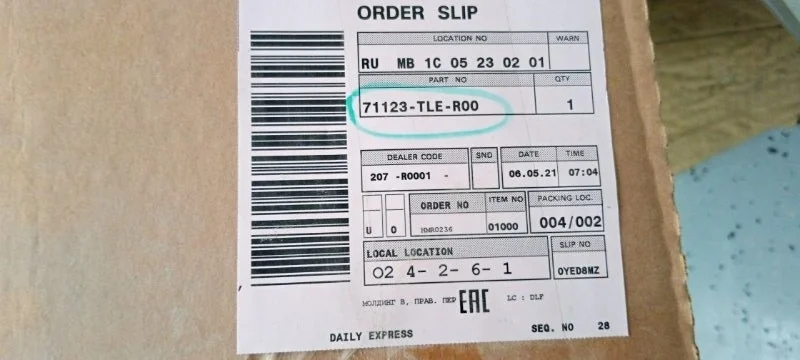 ORDER SLIP
LOCATION NO WARN
RU MB 1C 05 23 02 01
PART NO QTY
71123-TLE-R00 1
DEALER CODE SND DATE TIME
207 -R0001 - 06.05.21 07:04
ORDER NO ITEM NO PACKING LOC.
U 0 01000 004/002
LOCAL LOCATION SLIP NO
02 4- 2- 6- 1 0YED8MZ
МОЛДИНГ В, ПРАВ. ПЕР EAC LC : DLF
DAILY EXPRESS SEQ. NO 28